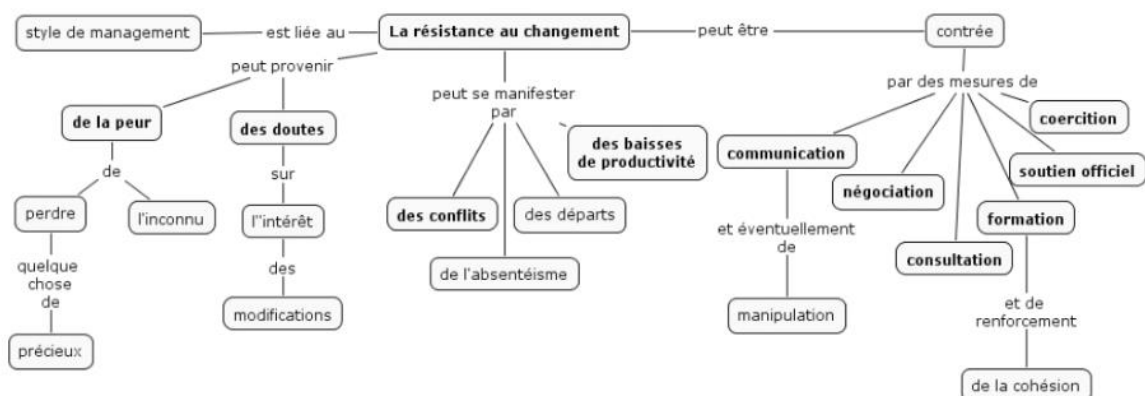 style de management
est liée au
La résistance au changement
peut être
contrée
peut provenir
par des mesures de
peut se manifester
par
de la peur
des doutes
des baisses
de productivité
communication
coercition
de
sur
négociation
soutien officiel
perdre
l'inconnu
l''intérêt
des conflits
des départs
formation
et éventuellement
de
consultation
quelque
chose
de
des
de l'absentéisme
précieux
modifications
manipulation
et de
renforcement
de la cohésion